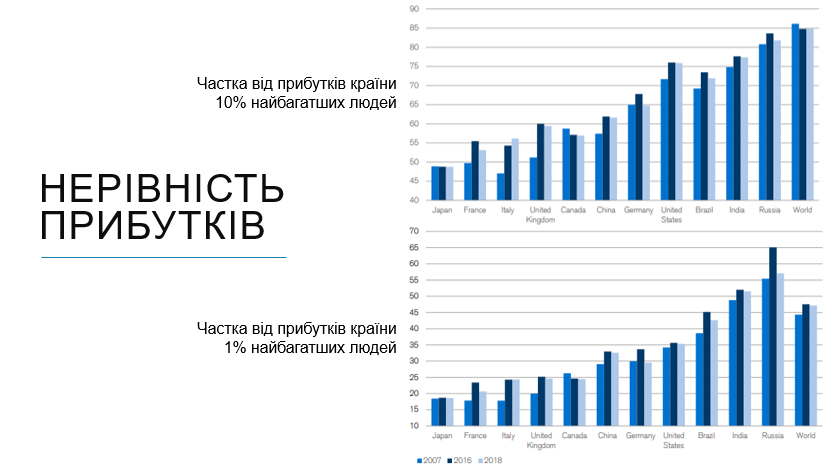 НЕРІВНІСТЬ
ПРИБУТКІВ
Частка від прибутків країни
10% найбагатших людей
90
85
80
75
70
65
60
55
50
45
40
Japan France Italy United Kingdom Canada China Germany United States Brazil India Russia World
Частка від прибутків країни
1% найбагатших людей
70
65
60
55
50
45
40
35
30
25
20
15
10
Japan France Italy United Kingdom Canada China Germany United States Brazil India Russia World
2007 2016 2018